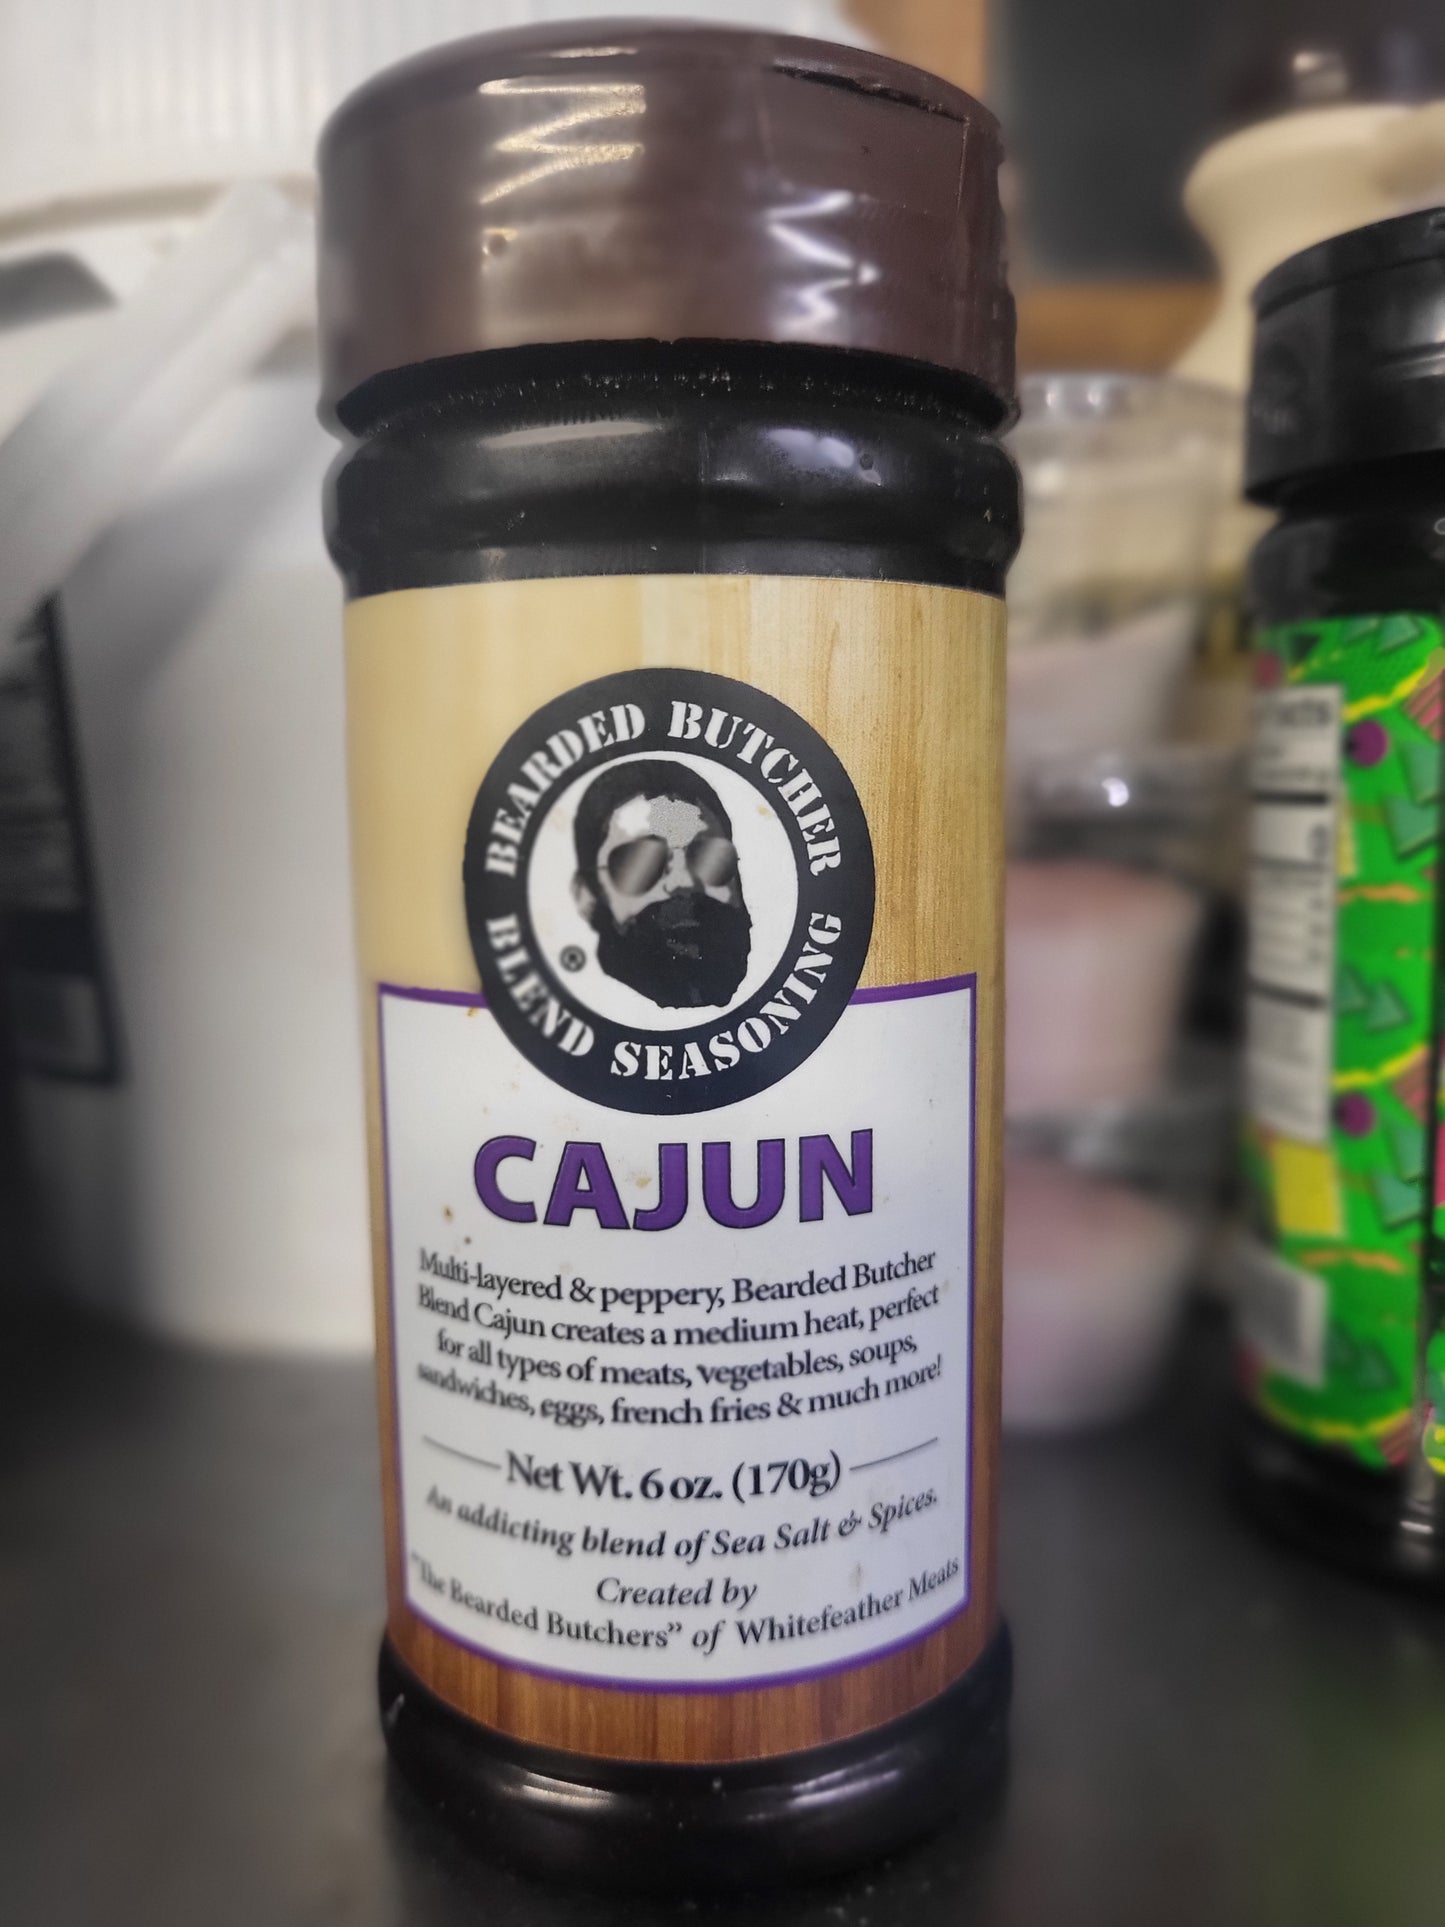 BEARDED BUTCHER
BLEND SEASONING
®
CAJUN
Multi-layered & peppery, Bearded Butcher
Blend Cajun creates a medium heat, perfect
for all types of meats, vegetables, soups,
sandwiches, eggs, french fries & much more!
Net Wt. 6 oz. (170g)
An addicting blend of Sea Salt & Spices.
Created by
"The Bearded Butchers" of Whitefeather Meats